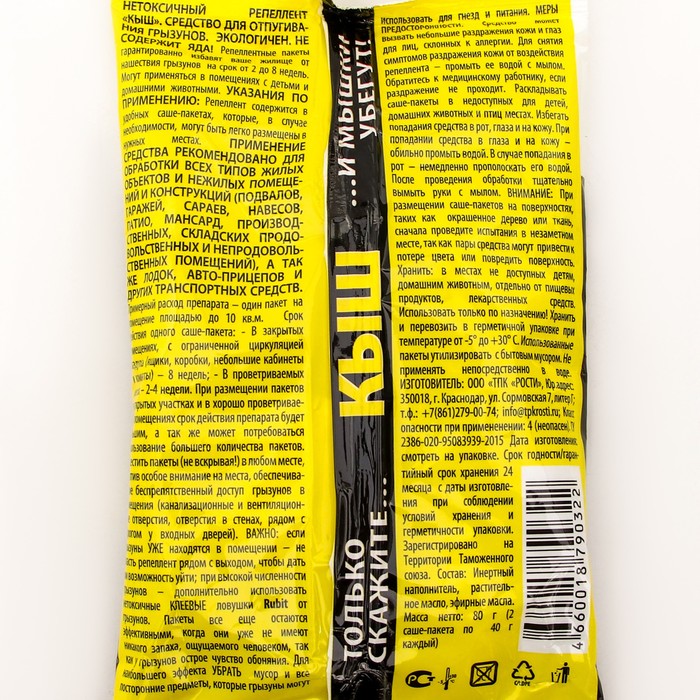 НЕТОКСИЧНЫЙ РЕПЕЛЛЕНТ
«КЫШ». СРЕДСТВО ДЛЯ ОТПУГИВА-
НИЯ ГРЫЗУНОВ. ЭКОЛОГИЧЕН. НЕ
СОДЕРЖИТ ЯДА! Репеллентные пакеты
гарантированно избавят ваше жилище от
нашествия грызунов на срок от 2 до 8 недель.
Могут применяться в помещениях с детьми и
домашними животными. УКАЗАНИЯ ПО
ПРИМЕНЕНИЮ: Репеллент содержится в
удобных саше-пакетах, которые, в случае
необходимости, могут быть легко размещены в
нужных местах. ПРИМЕНЕНИЕ
СРЕДСТВА РЕКОМЕНДОВАНО ДЛЯ
ОБРАБОТКИ ВСЕХ ТИПОВ ЖИЛЫХ
ОБЪЕКТОВ И НЕЖИЛЫХ ПОМЕЩЕ-
НИЙ И КОНСТРУКЦИЙ (ПОДВАЛОВ,
ГАРАЖЕЙ, САРАЕВ, НАВЕСОВ,
ПАТИО, МАНСАРД, ПРОИЗВОД-
СТВЕННЫХ, СКЛАДСКИХ ПРОДО-
ВОЛЬСТВЕННЫХ И НЕПРОДОВОЛЬ-
СТВЕННЫХ ПОМЕЩЕНИЙ), А ТАК
ЖЕ ЛОДОК, АВТО-ПРИЦЕПОВ И
ДРУГИХ ТРАНСПОРТНЫХ СРЕДСТВ.
Примерный расход препарата – один пакет на
помещение площадью до 10 кв.м. Срок
действия одного саше-пакета: - В закрытых
помещениях, с ограниченной циркуляцией
(ящики, коробки, небольшие кабинеты
– 8 недель; - В проветриваемых
- 2-4 недели. При размещении пакетов
открытых участках и в хорошо проветривае-
помещениях срок действия препарата будет
меньшим, а так же может потребоваться
использование большего количества пакетов.
пакеты (не вскрывая!) в любом месте,
особое внимание на места, обеспечива-
беспрепятственный доступ грызунов в
помещения (канализационные и вентиляцион-
отверстия, отверстия в стенах, рядом с
у входных дверей). ВАЖНО: если
грызуны УЖЕ находятся в помещении – не
репеллент рядом с выходом, чтобы дать
возможность уйти; при высокой численности
грызунов – дополнительно использовать
нетоксичные КЛЕЕВЫЕ ловушки Rubit от
грызунов. Пакеты все еще остаются
эффективными, когда они уже не имеют
никакого запаха, ощущаемого человеком, так
как у грызунов острое чувство обоняния. Для
наибольшего эффекта УБРАТЬ мусор и все
посторонние предметы, которые грызуны могут
ТОЛЬКО
СКАЖИТЕ...
КЫШ
...И МЫШКИ
УБЕГУТ!
использовать для гнезд и питания. МЕРЫ
ПРЕДОСТОРОЖНОСТИ: Средство может
вызвать небольшие раздражения кожи и глаз
для лиц, склонных к аллергии. Для снятия
симптомов раздражения кожи от воздействия
репеллента – промыть ее водой с мылом.
Обратитесь к медицинскому работнику, если
раздражение не проходит. Раскладывать
саше-пакеты в недоступных для детей,
домашних животных и птиц местах. Избегать
попадания средства в рот, глаза и на кожу. При
попадании средства в глаза и на кожу –
обильно промыть водой. В случае попадания в
рот – немедленно прополоскать его водой.
После проведения обработки тщательно
вымыть руки с мылом. ВНИМАНИЕ: При
размещении саше-пакетов на поверхностях,
таких как окрашенное дерево или ткань,
сначала проведите испытания в незаметном
месте, так как пары средства могут привести к
потере цвета или повредить поверхность.
Хранить: в местах не доступных детям,
домашним животным, отдельно от пищевых
продуктов, лекарственных средств.
Использовать только по назначению! Хранить
и перевозить в герметичной упаковке при
температуре от -5° до +30° С. Использованные
пакеты утилизировать с бытовым мусором. Не
применять непосредственно в воде.
ИЗГОТОВИТЕЛЬ: ООО «ТПК «РОСТИ», Юр.адрес:
350018, г. Краснодар, ул. Сормовская 7, литер Г;
т.ф.: +7(861)279-00-74; info@tpkrosti.ru; Класс
опасности при применении: 4 (неопасен), ТУ
2386-020-95083939-2015 Дата изготовления:
смотреть на упаковке. Срок годности/гаран-
тийный срок хранения 24
месяца с даты изготовле-
ния при соблюдении
условий хранения и
герметичности упаковки.
Зарегистрировано на
Территории Таможенного
союза. Состав: Инертный
наполнитель, раститель-
ное масло, эфирные масла.
Масса нетто: 80 г (2
саше-пакета по 40 г
каждый)
4 660018 790322